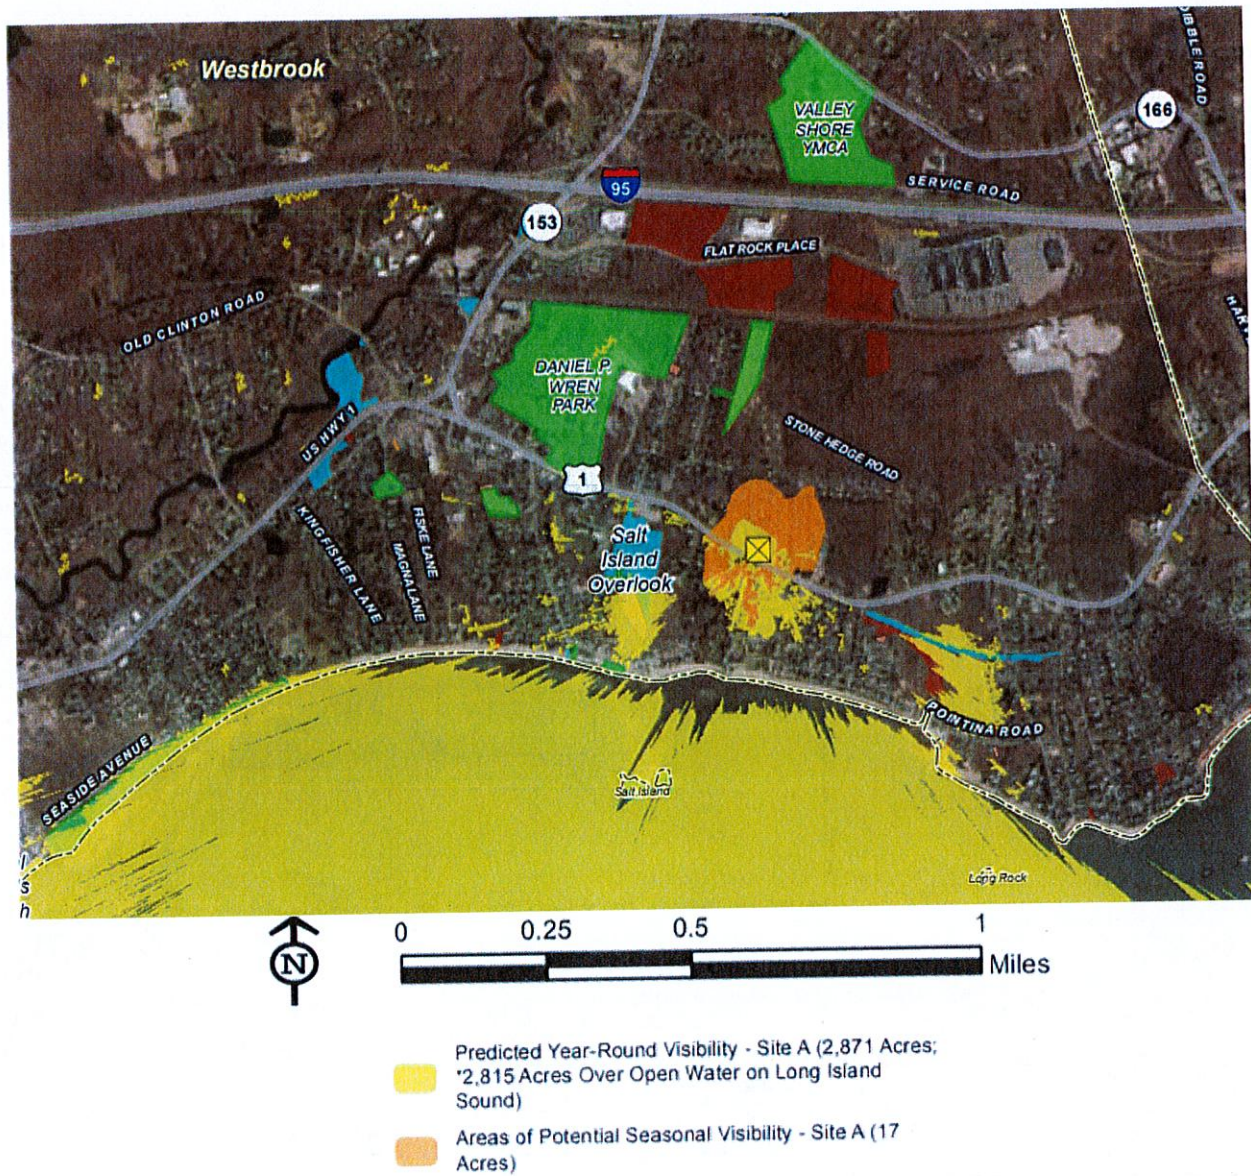 Westbrook
VALLEY
SHORE
YMCA
DIBBLE ROAD
166
SERVICE ROAD
95
153
FLAT ROCK PLACE
OLD CLINTON ROAD
DANIEL P.
WREN
PARK
US HWY 1
STONE HEDGE ROAD
1
KINGFISHER LANE
FISKE LANE
MAGNA LANE
Salt
Island
Overlook
POINTINA ROAD
SEASIDE AVENUE
Salt Island
Long Rock
N
0
0.25
0.5
1
Miles
Predicted Year-Round Visibility - Site A (2,871 Acres;
*2,815 Acres Over Open Water on Long Island
Sound)
Areas of Potential Seasonal Visibility - Site A (17
Acres)